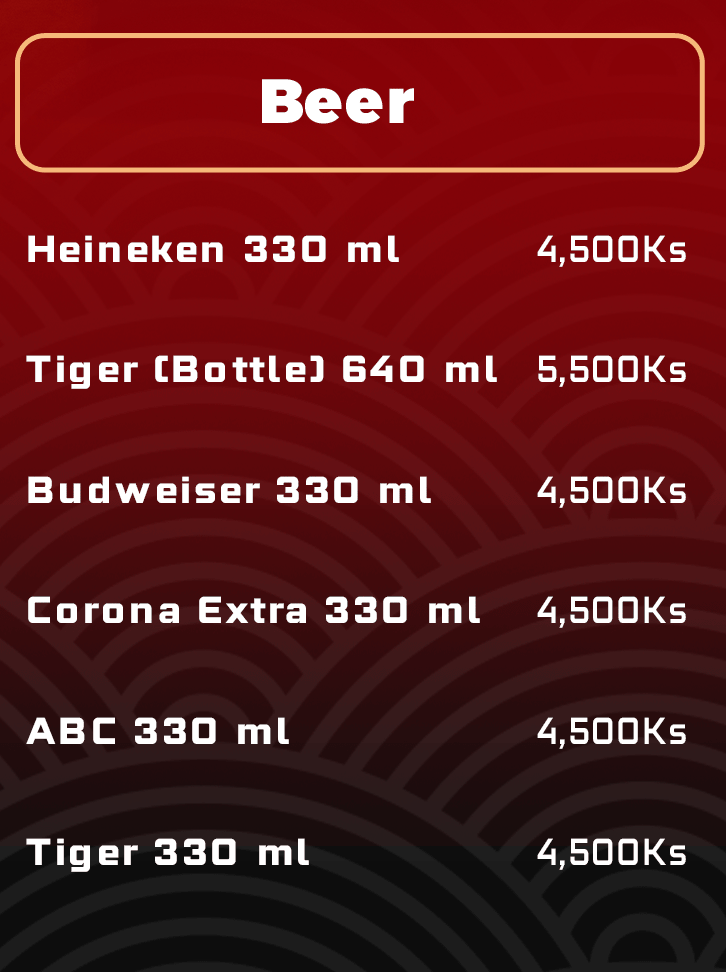 Beer
Heineken 330 ml 4,500Ks
Tiger (Bottle) 640 ml 5,500Ks
Budweiser 330 ml 4,500Ks
Corona Extra 330 ml 4,500Ks
ABC 330 ml 4,500Ks
Tiger 330 ml 4,500Ks